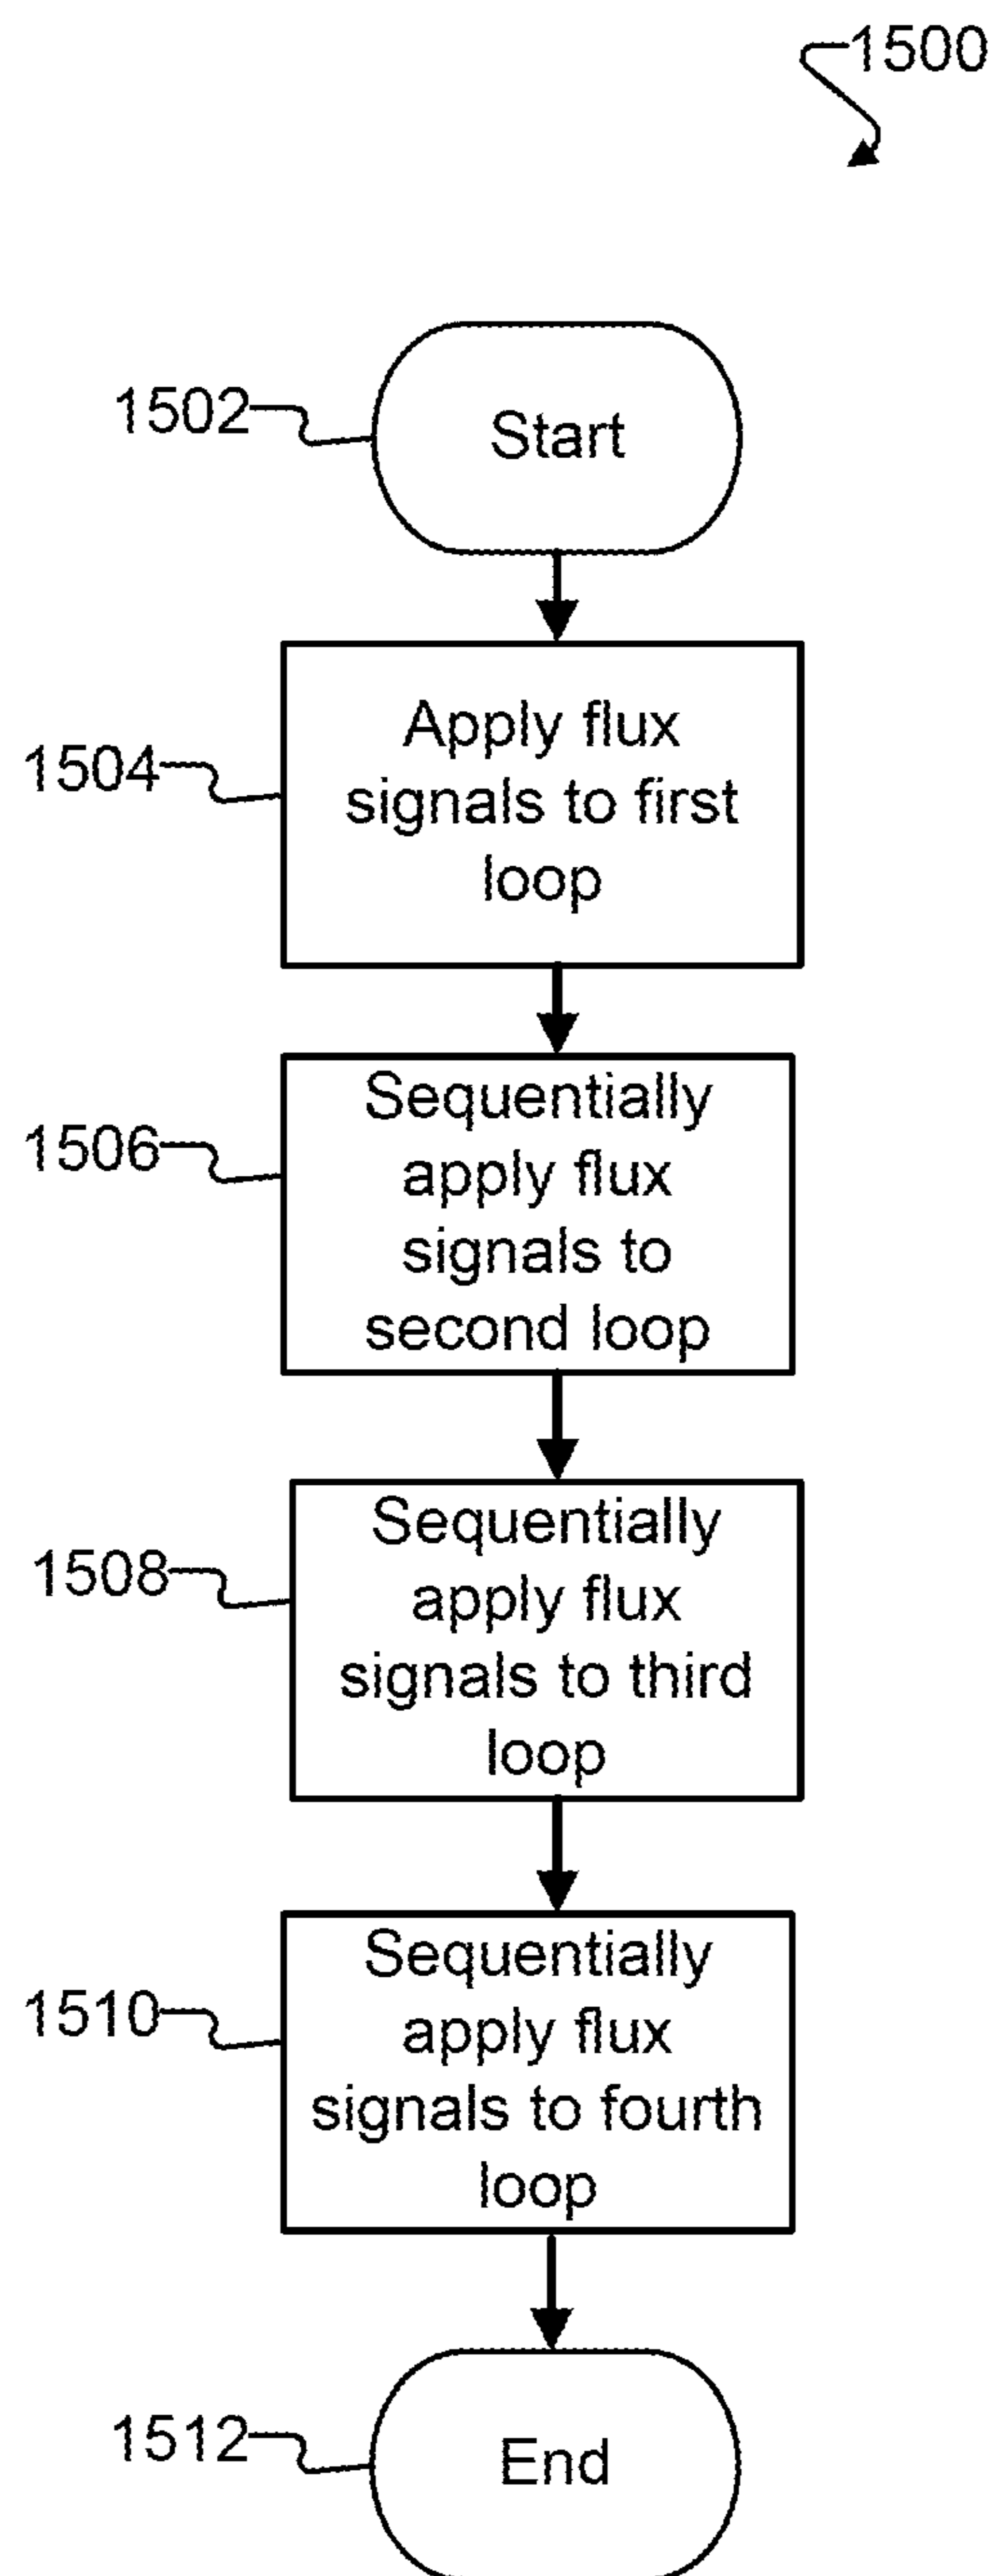 1500
1502
Start
1504
Apply flux
signals to first
loop
1506
Sequentially
apply flux
signals to
second loop
1508
Sequentially
apply flux
signals to third
loop
1510
Sequentially
apply flux
signals to fourth
loop
1512
End